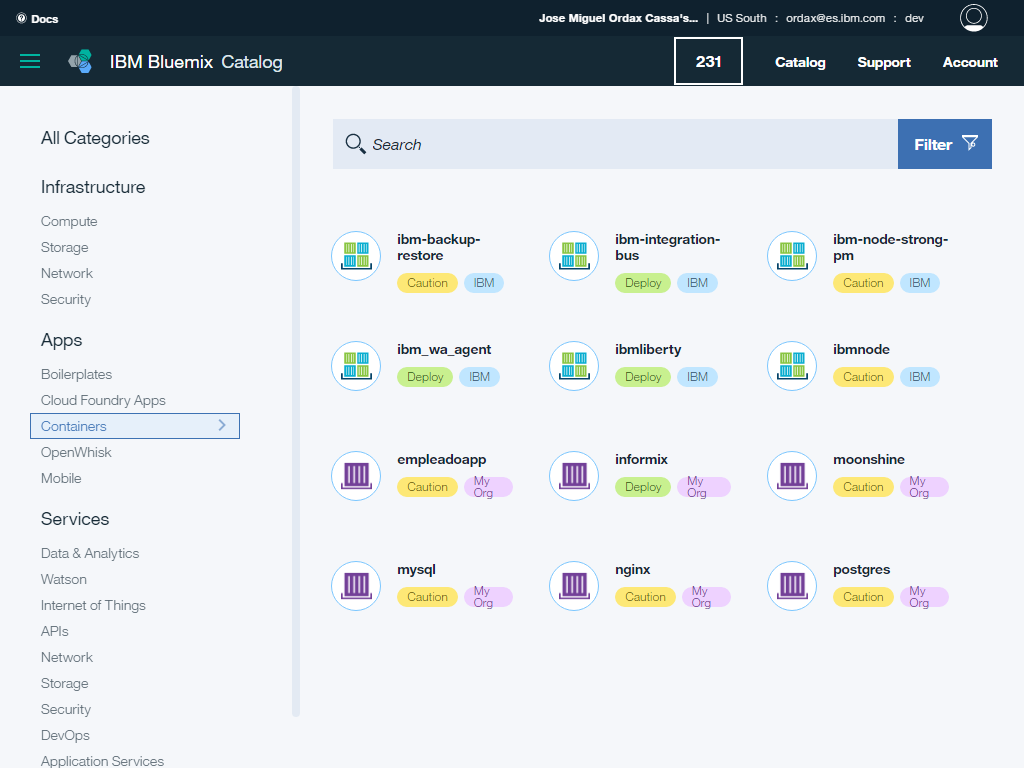 Docs
Jose Miguel Ordax Cassa's... | US South : ordax@es.ibm.com : dev
IBM Bluemix Catalog
231
Catalog
Support
Account
All Categories
Infrastructure
Compute
Storage
Network
Security
Apps
Boilerplates
Cloud Foundry Apps
Containers
OpenWhisk
Mobile
Services
Data & Analytics
Watson
Internet of Things
APIs
Network
Storage
Security
DevOps
Application Services
Search
Filter
ibm-backup-
restore
Caution IBM
ibm-integration-
bus
Deploy IBM
ibm-node-strong-
pm
Caution IBM
ibm_wa_agent
Deploy IBM
ibmliberty
Deploy IBM
ibmnode
Caution IBM
empleadoapp
Caution My
Org
informix
Deploy My
Org
moonshine
Caution My
Org
mysql
Caution My
Org
nginx
Caution My
Org
postgres
Caution My
Org